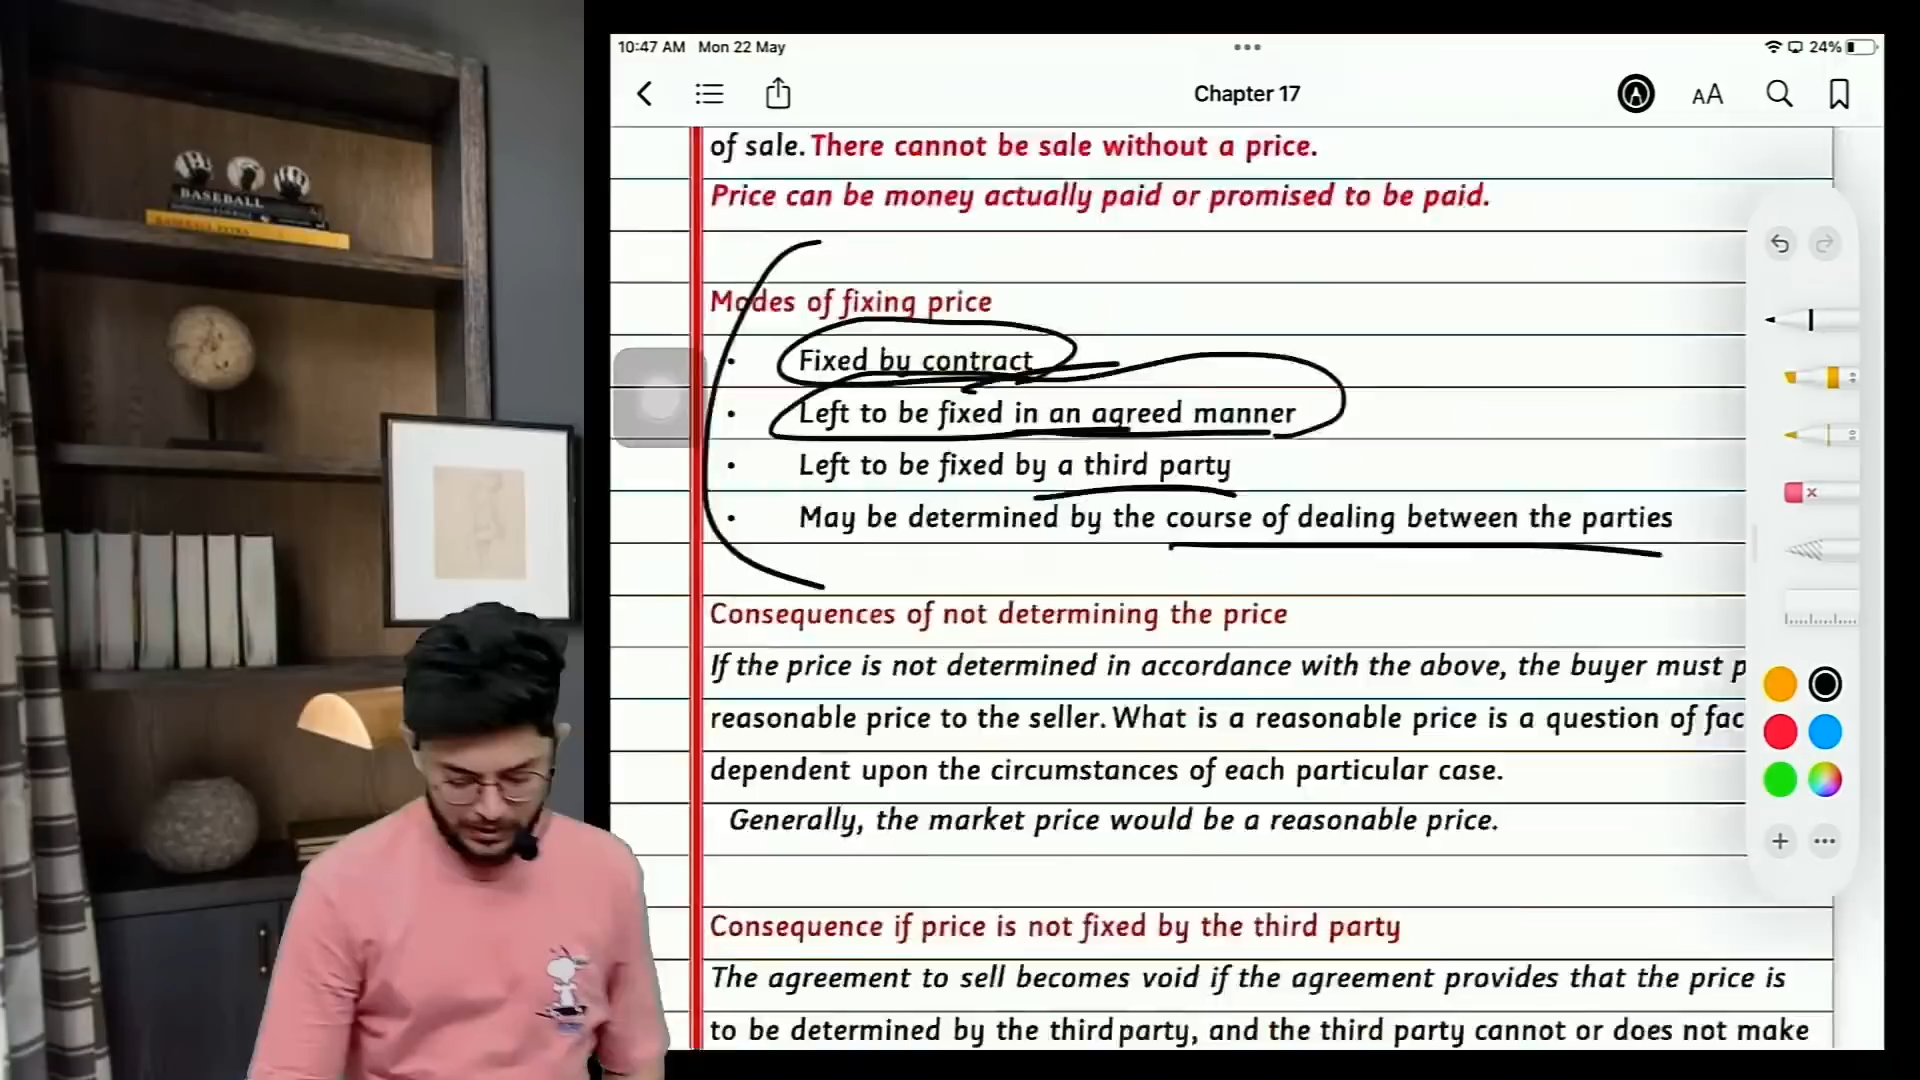 10:47 AM Mon 22 May
24%
Chapter 17
AA
of sale. There cannot be sale without a price.
Price can be money actually paid or promised to be paid.
Modes of fixing price
• Fixed by contract
• Left to be fixed in an agreed manner
• Left to be fixed by a third party
• May be determined by the course of dealing between the parties
Consequences of not determining the price
If the price is not determined in accordance with the above, the buyer must p
reasonable price to the seller. What is a reasonable price is a question of fac
dependent upon the circumstances of each particular case.
Generally, the market price would be a reasonable price.
Consequence if price is not fixed by the third party
The agreement to sell becomes void if the agreement provides that the price is
to be determined by the third party, and the third party cannot or does not make
BASEBALL